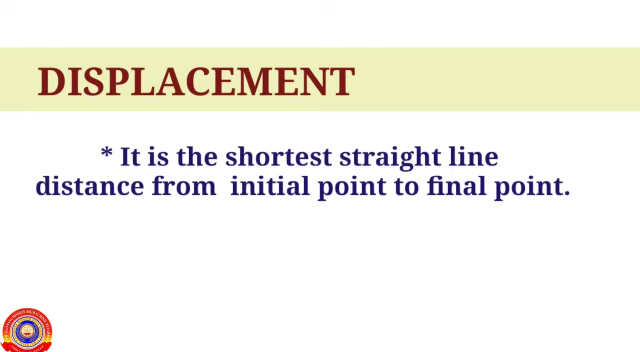 DISPLACEMENT
* It is the shortest straight line
distance from initial point to final point.